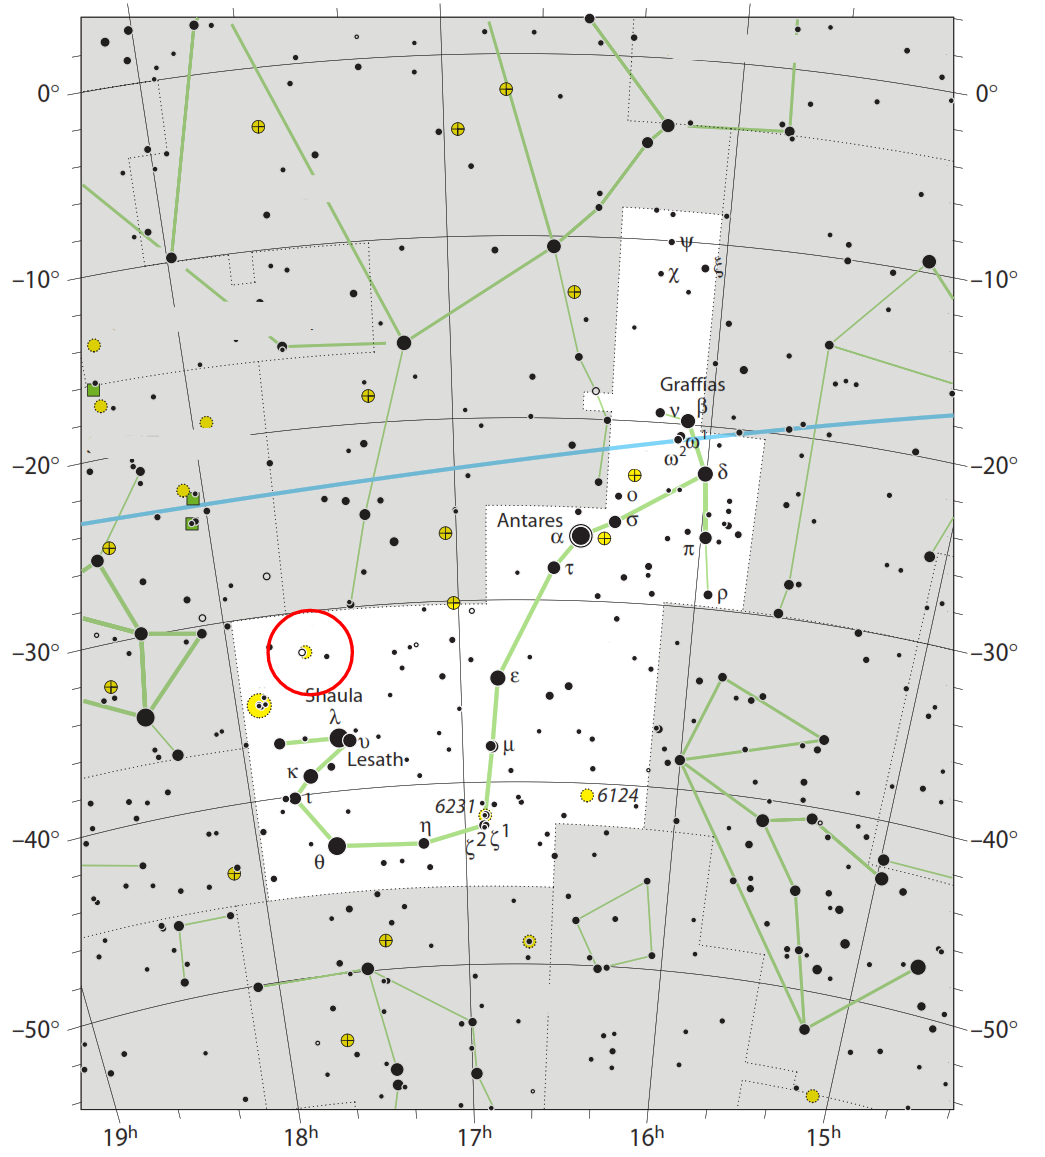 0°
0°
ψ
ξ
χ
–10°
–10°
Graffias
ν
β
ω²
ω¹
–20°
δ
–20°
ο
Antares
σ
α
π
τ
ρ
–30°
–30°
ε
Shaula
λ
υ
μ
Lesath
κ
ι
6124
6231
–40°
η
–40°
θ
ζ²
ζ¹
–50°
–50°
19h
18h
17h
16h
15h